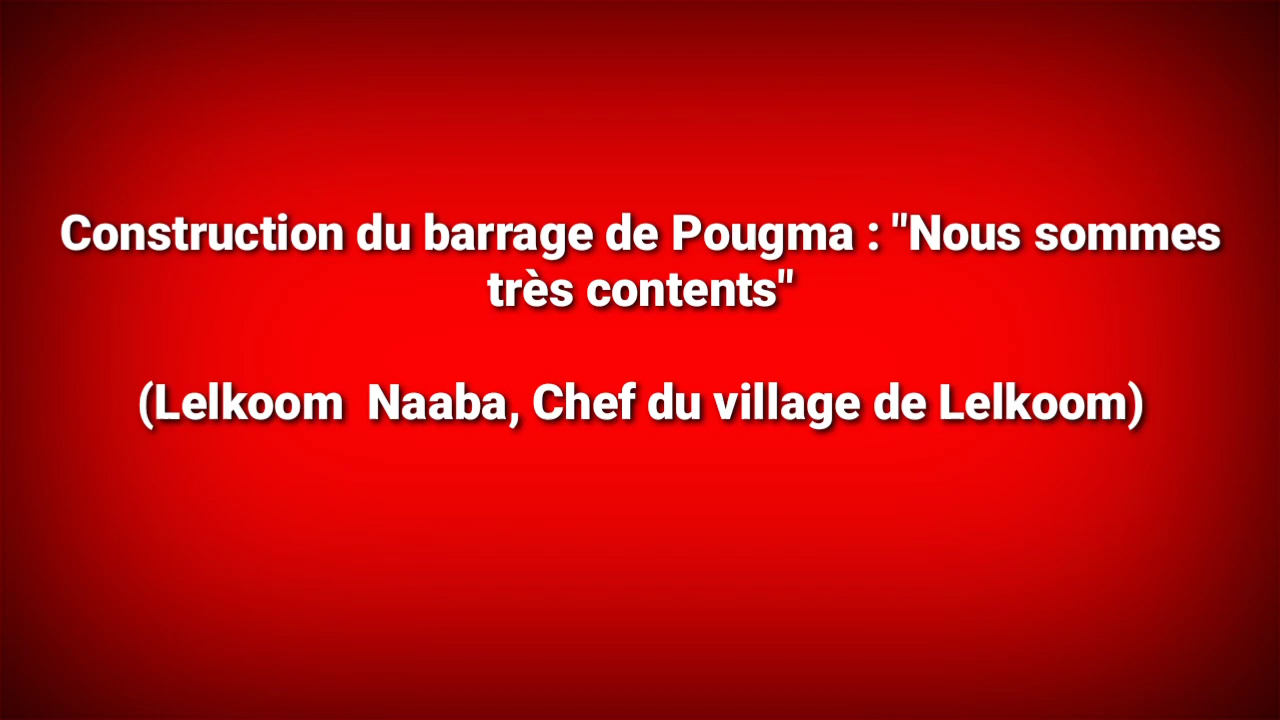 Construction du barrage de Pougma : "Nous sommes
très contents"
(Lelkoom  Naaba, Chef du village de Lelkoom)